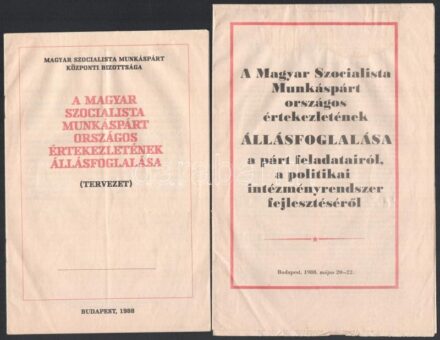 MAGYAR SZOCIALISTA MUNKÁSPÁRT
KÖZPONTI BIZOTTSÁGA
A MAGYAR
SZOCIALISTA
MUNKÁSPÁRT
ORSZÁGOS
ÉRTEKEZLETÉNEK
ÁLLÁSFOGLALÁSA
(TERVEZET)
BUDAPEST, 1988
A Magyar Szocialista
Munkáspárt
országos
értekezletének
ÁLLÁSFOGLALÁSA
a párt feladatairól,
a politikai
intézményrendszer
fejlesztéséről
Budapest, 1988. május 20–22.